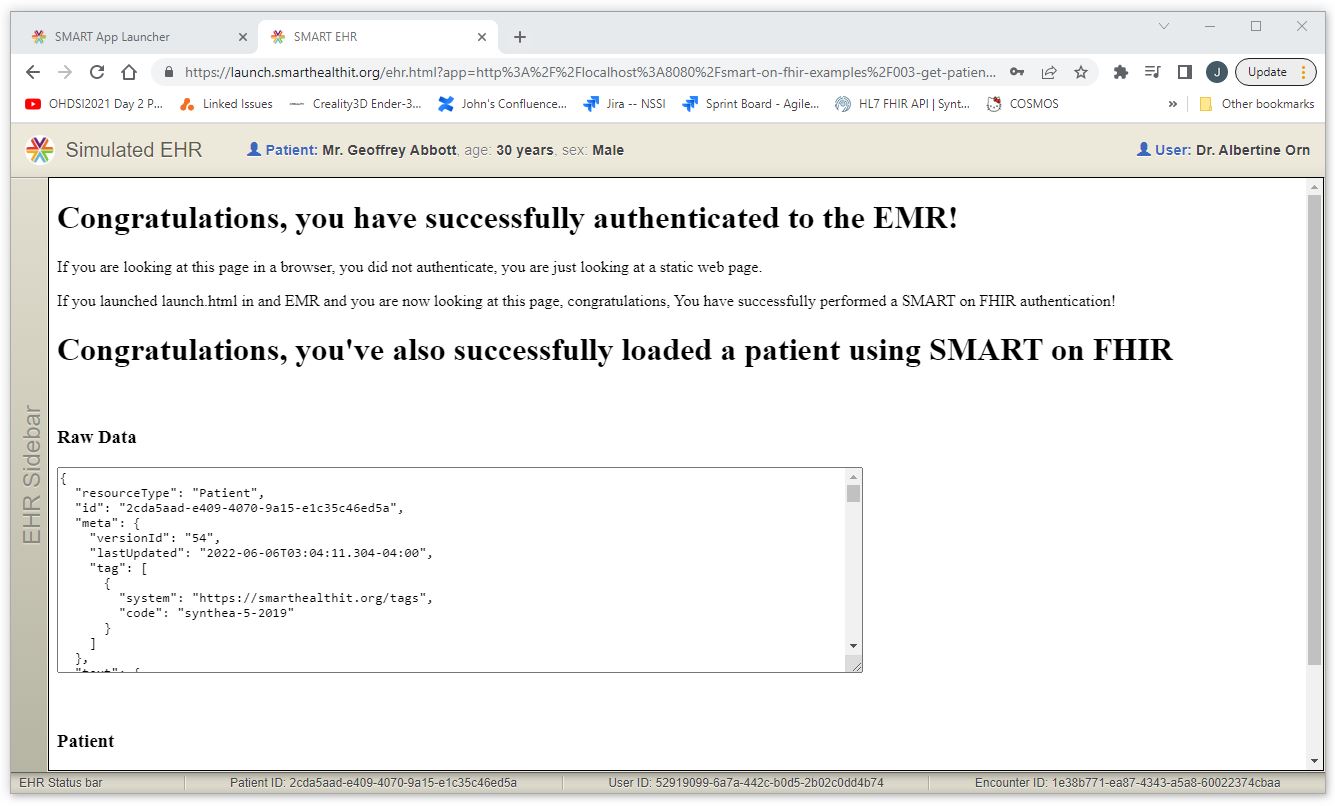 SMART App Launcher
SMART EHR
https://launch.smarthealthit.org/ehr.html?app=http%3A%2F%2Flocalhost%3A8080%2Fsmart-on-fhir-examples%2F003-get-patien...
J
Update
OHDSI2021 Day 2 P...
Linked Issues
Creality3D Ender-3...
John's Confluence...
Jira -- NSSI
Sprint Board - Agile...
HL7 FHIR API | Synt...
COSMOS
»
Other bookmarks
Simulated EHR
Patient: Mr. Geoffrey Abbott, age: 30 years, sex: Male
User: Dr. Albertine Orn
EHR Sidebar
Congratulations, you have successfully authenticated to the EMR!
If you are looking at this page in a browser, you did not authenticate, you are just looking at a static web page.
If you launched launch.html in and EMR and you are now looking at this page, congratulations, You have successfully performed a SMART on FHIR authentication!
Congratulations, you've also successfully loaded a patient using SMART on FHIR
Raw Data
{
"resourceType": "Patient",
"id": "2cda5aad-e409-4070-9a15-e1c35c46ed5a",
"meta": {
"versionId": "54",
"lastUpdated": "2022-06-06T03:04:11.304-04:00",
"tag": [
{
"system": "https://smarthealthit.org/tags",
"code": "synthea-5-2019"
}
]
},
"text": {
Patient
EHR Status bar
Patient ID: 2cda5aad-e409-4070-9a15-e1c35c46ed5a
User ID: 52919099-6a7a-442c-b0d5-2b02c0dd4b74
Encounter ID: 1e38b771-ea87-4343-a5a8-60022374cbaa